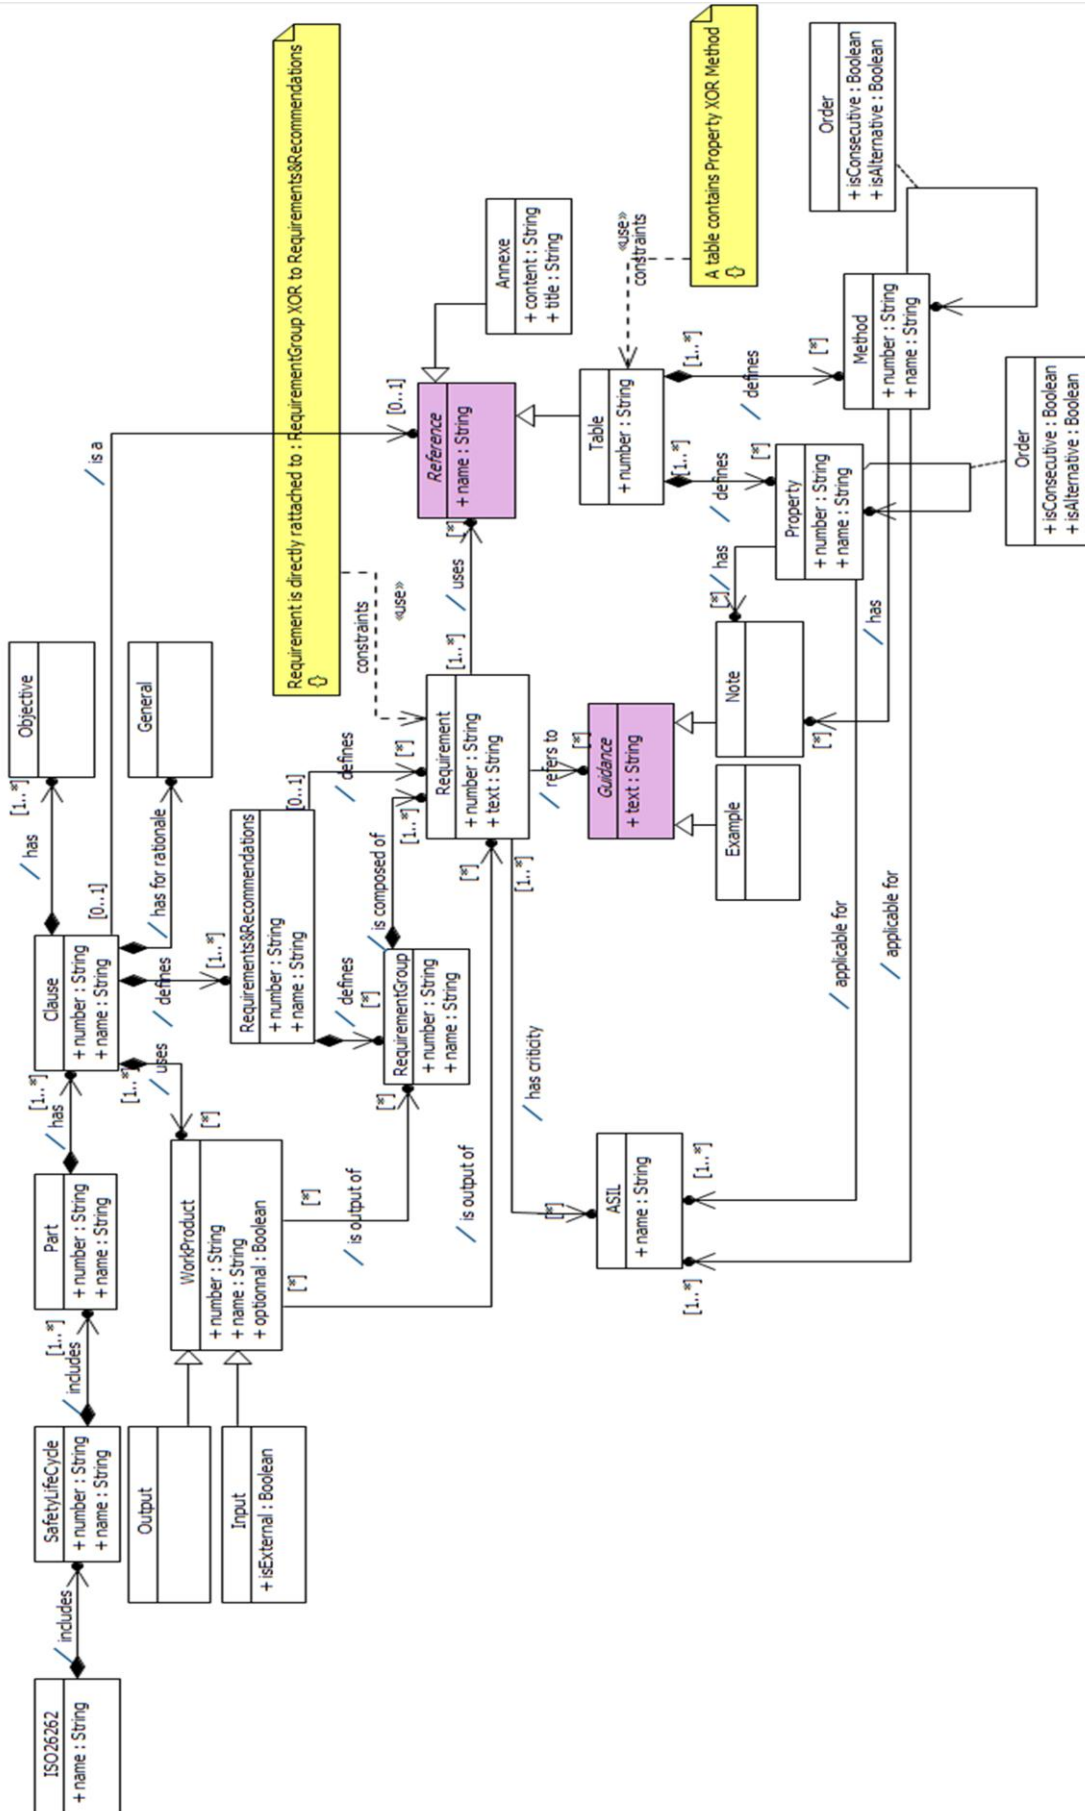 ISO26262
+ name : String
/ includes
SafetyLifeCycle
+ number : String
+ name : String
/ includes
[1..*]
Part
+ number : String
+ name : String
/ has
[1..*]
Clause
+ number : String
+ name : String
/ has
[1..*]
Objective
/ has for rationale
General
[0..1]
/ is a
[0..1]
/ defines
[1..*]
[1..*]
/ uses
[*]
Output
Input
+ isExternal : Boolean
WorkProduct
+ number : String
+ name : String
+ optionnal : Boolean
[*]
/ is output of
[*]
[*]
/ is output of
[*]
Requirements&Recommendations
+ number : String
+ name : String
[0..1]
/ defines
[*]
/ defines
[*]
RequirementGroup
+ number : String
+ name : String
/ is composed of
[1..*]
Requirement is directly rattached to : RequirementGroup XOR to Requirements&Recommendations
{}
constraints
«use»
Requirement
+ number : String
+ text : String
[1..*]
/ uses
[*]
Reference
+ name : String
Annexe
+ content : String
+ title : String
/ refers to
[*]
Guidance
+ text : String
Example
Note
[1..*]
/ has criticity
[*]
ASIL
+ name : String
[1..*]
[1..*]
/ applicable for
/ applicable for
Table
+ number : String
«use»
constraints
A table contains Property XOR Method
{}
[1..*]
/ defines
[*]
[1..*]
/ defines
[*]
Property
+ number : String
+ name : String
/ has
[*]
/ has
[*]
Method
+ number : String
+ name : String
Order
+ isConsecutive : Boolean
+ isAlternative : Boolean
Order
+ isConsecutive : Boolean
+ isAlternative : Boolean